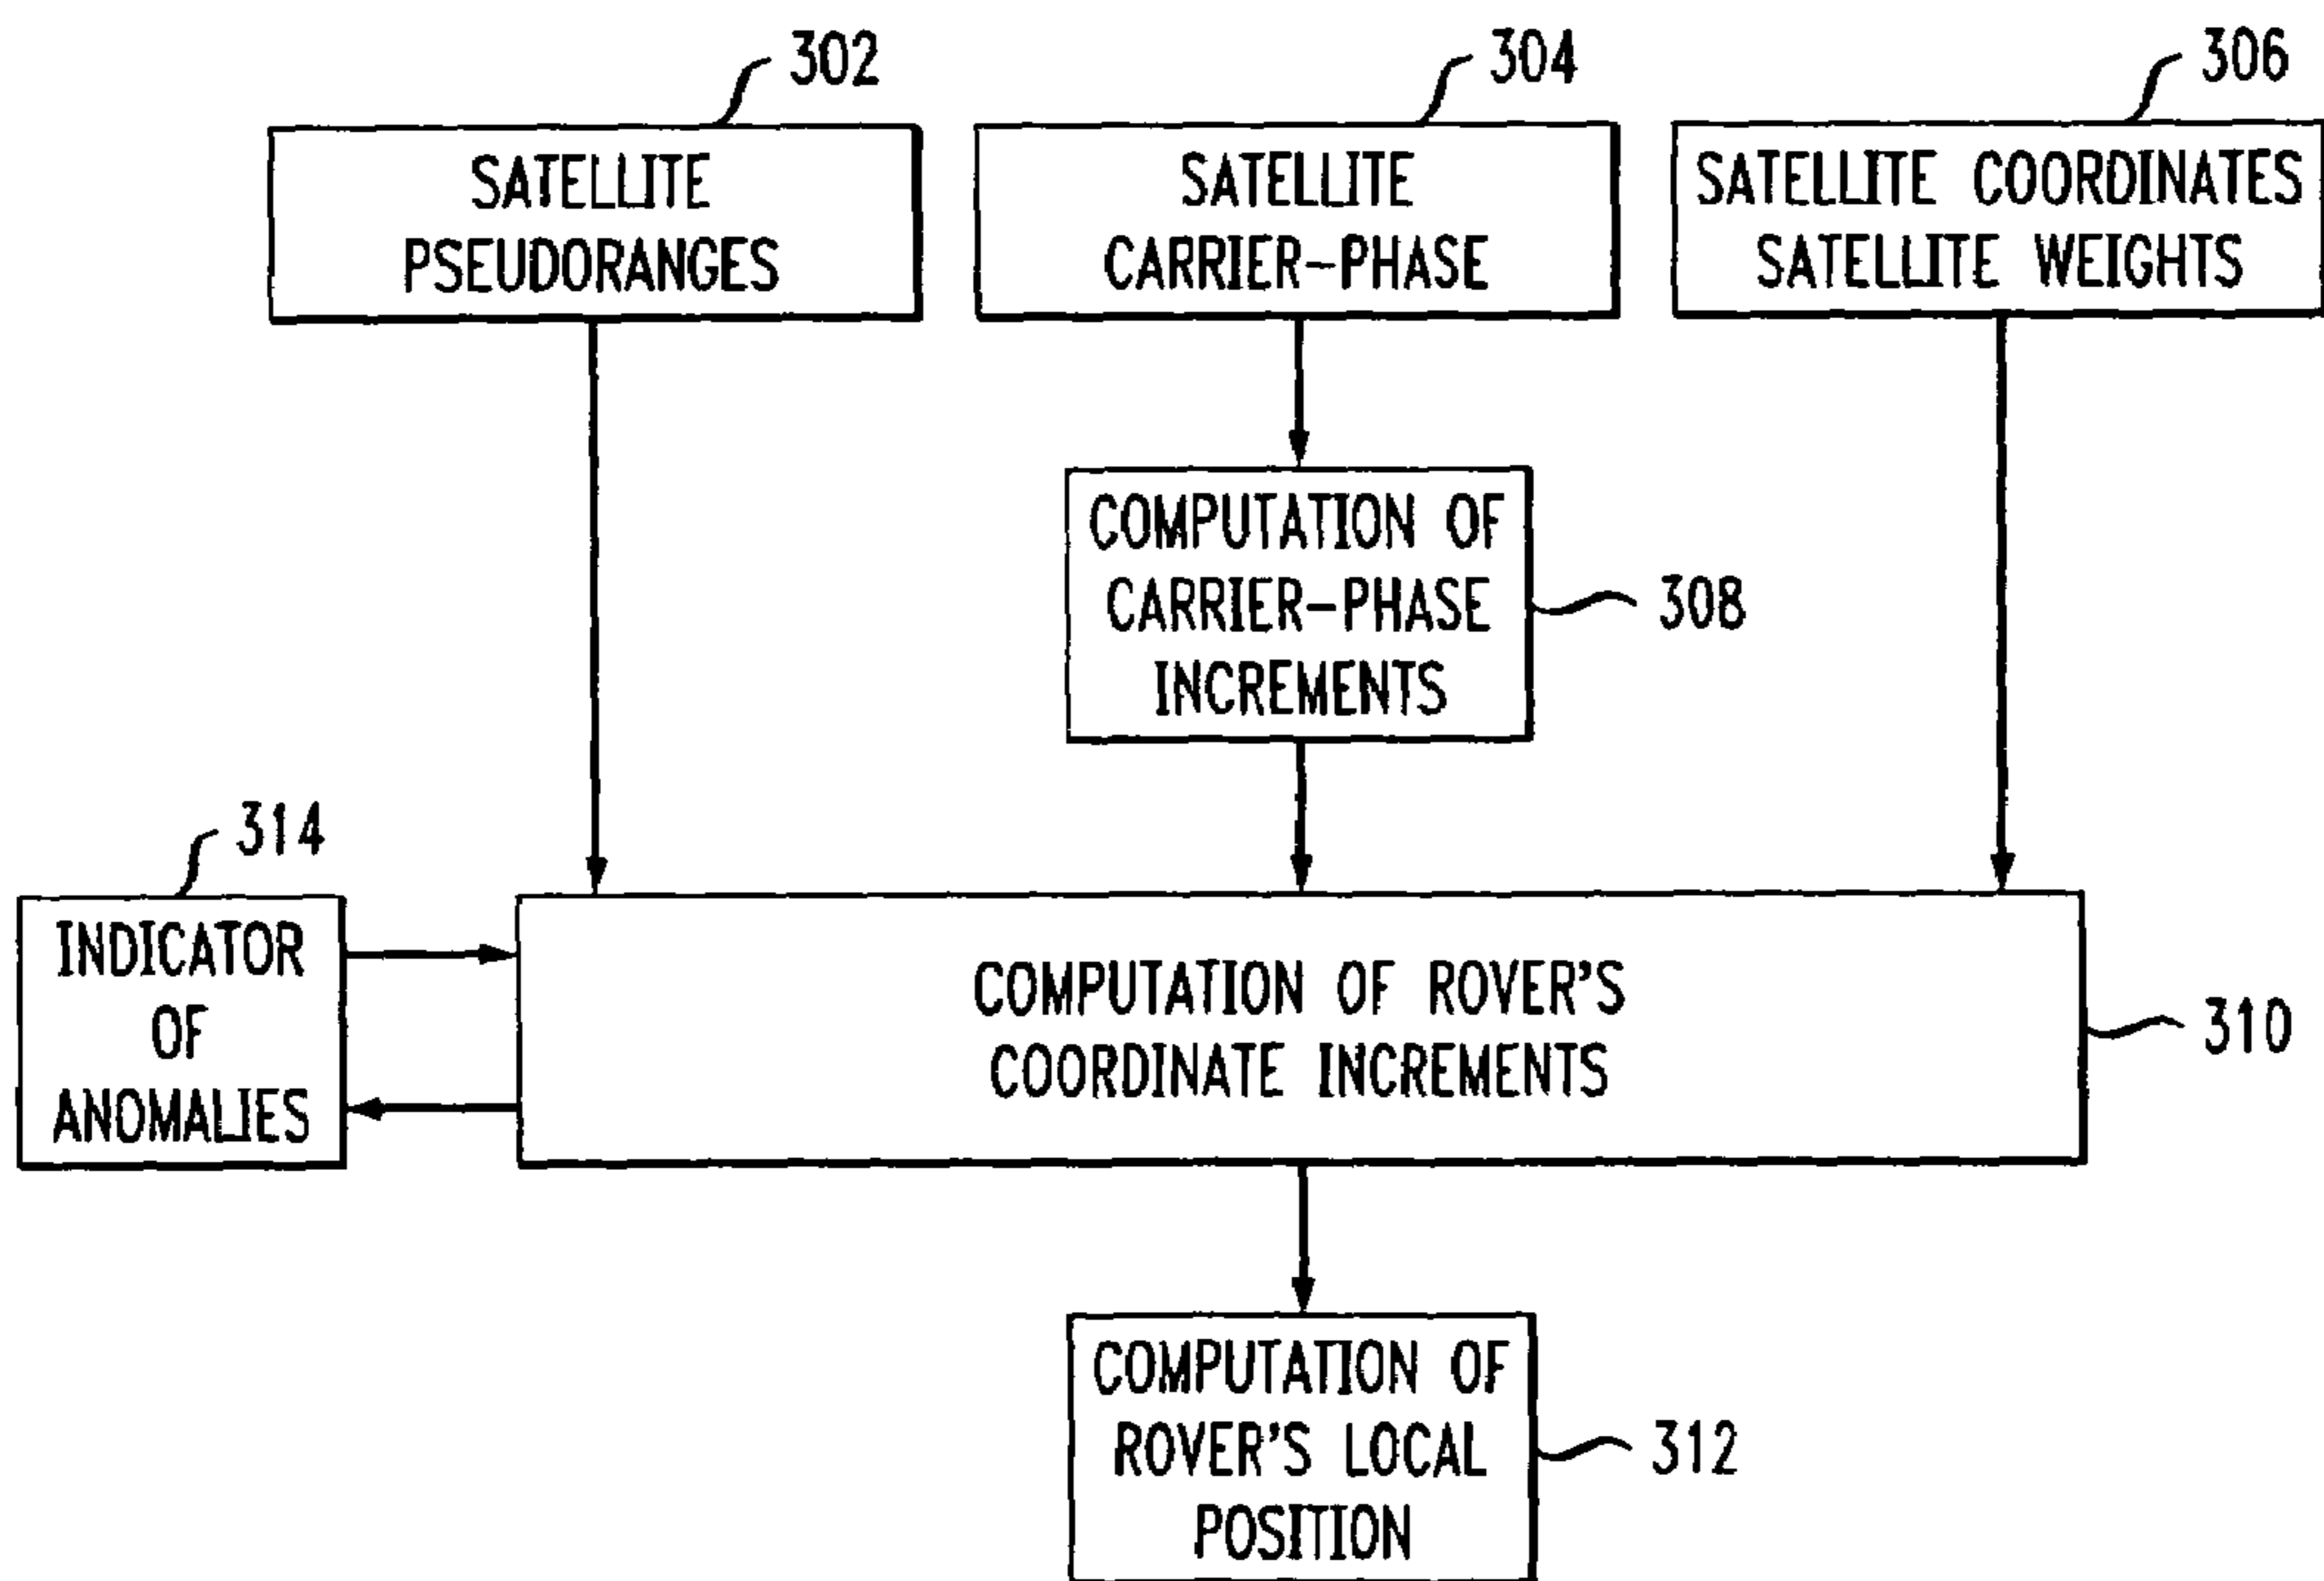 302
304
306
SATELLITE
PSEUDORANGES
SATELLITE
CARRIER-PHASE
SATELLITE COORDINATES
SATELLITE WEIGHTS
COMPUTATION OF
CARRIER-PHASE
INCREMENTS
308
314
INDICATOR
OF
ANOMALIES
COMPUTATION OF ROVER'S
COORDINATE INCREMENTS
310
COMPUTATION OF
ROVER'S LOCAL
POSITION
312